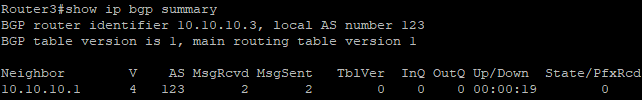 Router3#show ip bgp summary
BGP router identifier 10.10.10.3, local AS number 123
BGP table version is 1, main routing table version 1
Neighbor V AS MsgRcvd MsgSent TblVer InQ OutQ Up/Down State/PfxRcd
10.10.10.1 4 123 2 2 0 0 0 00:00:19 0